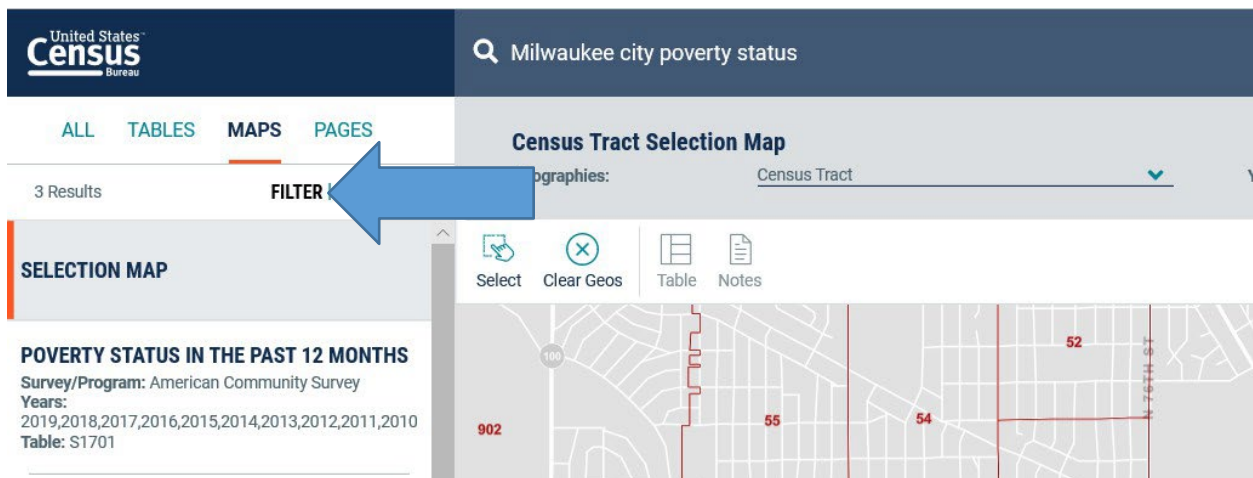 United States™
Census
Bureau
Milwaukee city poverty status
ALL TABLES MAPS PAGES
3 Results
FILTER |
Census Tract Selection Map
ographies:
Census Tract
SELECTION MAP
Select Clear Geos Table Notes
POVERTY STATUS IN THE PAST 12 MONTHS
Survey/Program: American Community Survey
Years:
2019,2018,2017,2016,2015,2014,2013,2012,2011,2010
Table: S1701
100
52
N 76TH ST
55
54
902